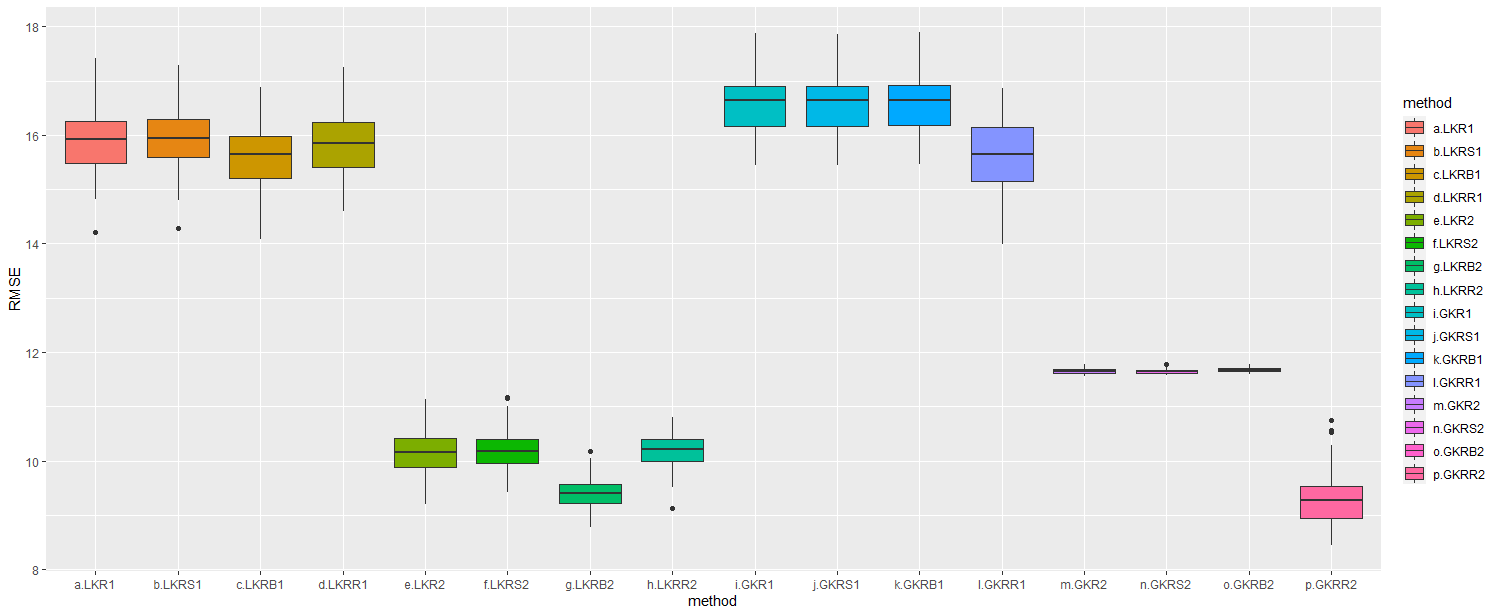 18
16
14
12
10
8
RMSE
a.LKR1 b.LKRS1 c.LKRB1 d.LKRR1 e.LKR2 f.LKRS2 g.LKRB2 h.LKRR2 i.GKR1 j.GKRS1 k.GKRB1 l.GKRR1 m.GKR2 n.GKRS2 o.GKRB2 p.GKRR2
method
method
a.LKR1
b.LKRS1
c.LKRB1
d.LKRR1
e.LKR2
f.LKRS2
g.LKRB2
h.LKRR2
i.GKR1
j.GKRS1
k.GKRB1
l.GKRR1
m.GKR2
n.GKRS2
o.GKRB2
p.GKRR2